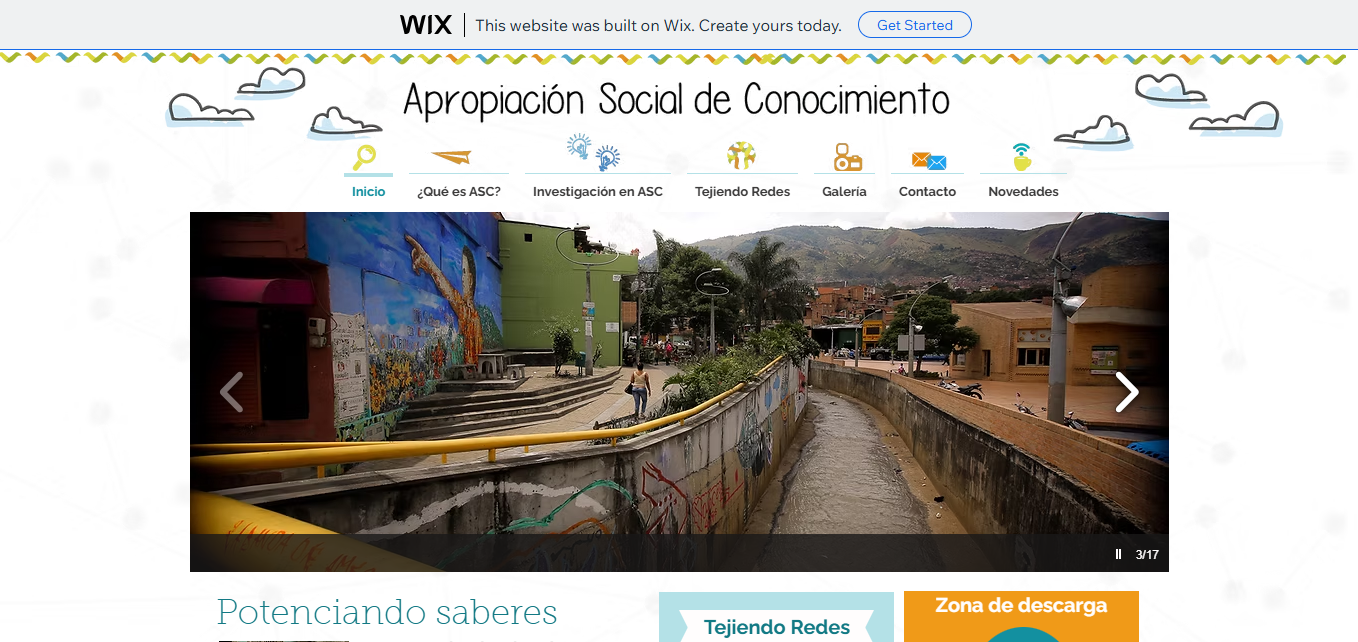 WIX This website was built on Wix. Create yours today. Get Started
Apropiación Social de Conocimiento
Inicio ¿Qué es ASC? Investigación en ASC Tejiendo Redes Galería Contacto Novedades
3/17
Potenciando saberes
Tejiendo Redes
Zona de descarga